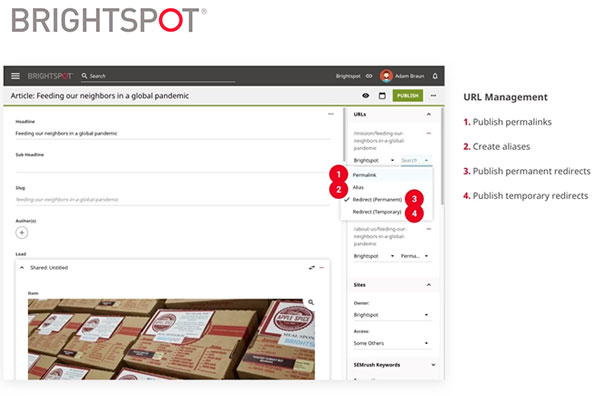 BRIGHTSPOT®
BRIGHTSPOT
Search
Brightspot
Adam Braun
Article: Feeding our neighbors in a global pandemic
PUBLISH
Headline
Feeding our neighbors in a global pandemic
Sub Headline
Slug
feeding-our-neighbors-in-a-global-pandemic
Author(s)
Lead
Shared: Untitled
Item
APPLE SPICE
URLs
/mission/feeding-our-
neighbors-in-a-global-
pandemic
Brightspot
Search
1 Permalink
2 Alias
Redirect (Permanent) 3
Redirect (Temporary) 4
/about-us/feeding-our-
neighbors-in-a-global-
pandemic
Brightspot
Perma...
Sites
Owner:
Brightspot
Access:
Some Others
SEMrush Keywords
URL Management
1. Publish permalinks
2. Create aliases
3. Publish permanent redirects
4. Publish temporary redirects